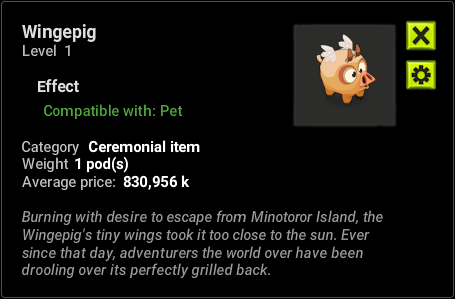 Wingepig
Level 1
Effect
Compatible with: Pet
Category Ceremonial item
Weight 1 pod(s)
Average price: 830,956 k
Burning with desire to escape from Minotoror Island, the
Wingepig's tiny wings took it too close to the sun. Ever
since that day, adventurers the world over have been
drooling over its perfectly grilled back.